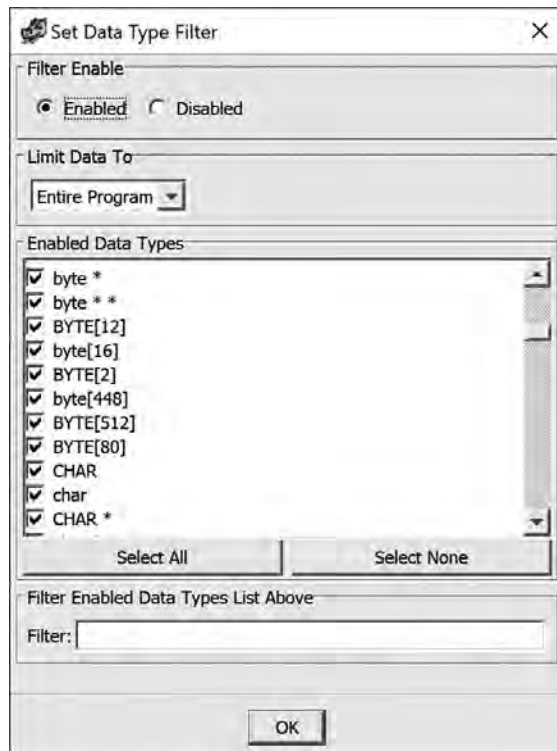 Set Data Type Filter
Filter Enable
Enabled Disabled
Limit Data To
Entire Program
Enabled Data Types
byte *
byte * *
BYTE[12]
byte[16]
BYTE[2]
byte[448]
BYTE[512]
BYTE[80]
CHAR
char
CHAR *
Select All Select None
Filter Enabled Data Types List Above
Filter:
OK